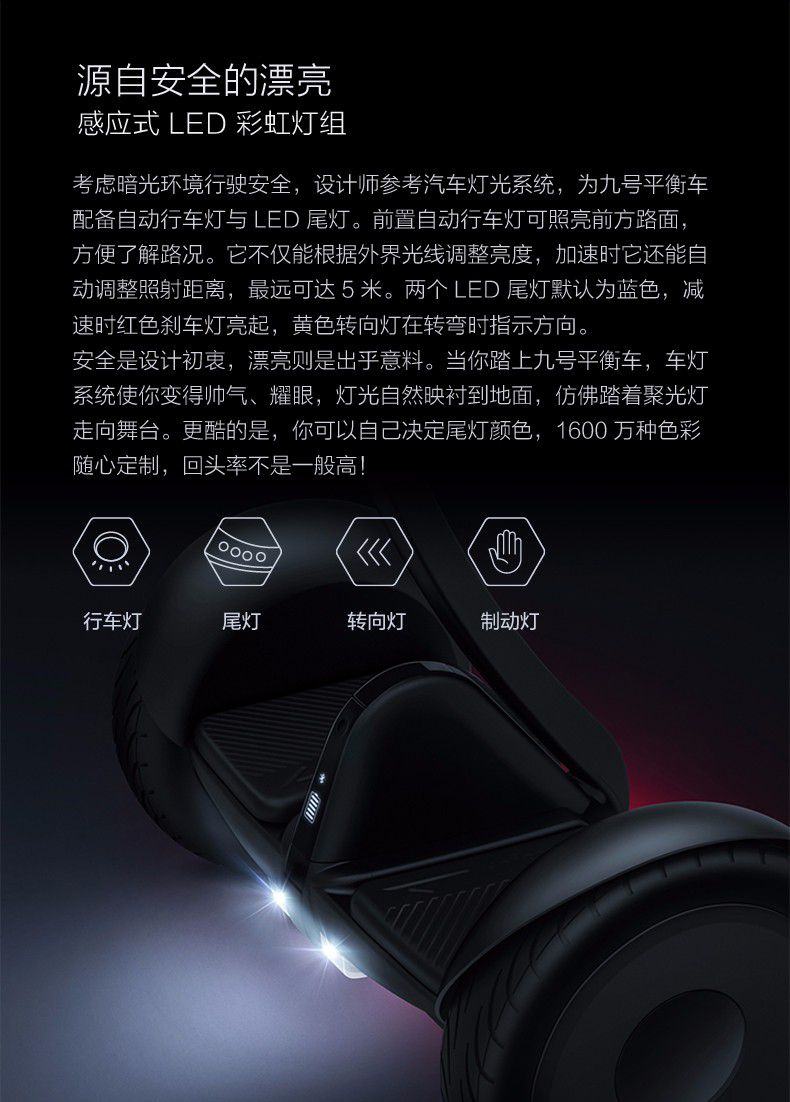 源自安全的漂亮
感应式 LED 彩虹灯组
考虑暗光环境行驶安全，设计师参考汽车灯光系统，为九号平衡车
配备自动行车灯与 LED 尾灯。前置自动行车灯可照亮前方路面，
方便了解路况。它不仅能根据外界光线调整亮度，加速时它还能自
动调整照射距离，最远可达 5 米。两个 LED 尾灯默认为蓝色，减
速时红色刹车灯亮起，黄色转向灯在转弯时指示方向。
安全是设计初衷，漂亮则是出乎意料。当你踏上九号平衡车，车灯
系统使你变得帅气、耀眼，灯光自然映衬到地面，仿佛踏着聚光灯
走向舞台。更酷的是，你可以自己决定尾灯颜色，1600 万种色彩
随心定制，回头率不是一般高！
行车灯
尾灯
转向灯
制动灯